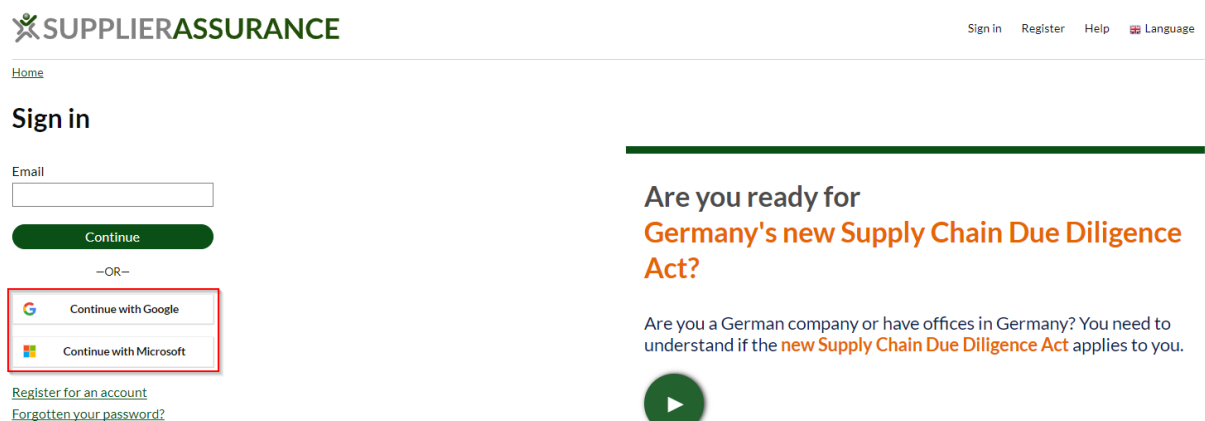 SUPPLIERASSURANCE
Sign in Register Help Language
Home
Sign in
Email
Continue
—OR—
Continue with Google
Continue with Microsoft
Register for an account
Forgotten your password?
Are you ready for
Germany's new Supply Chain Due Diligence
Act?
Are you a German company or have offices in Germany? You need to
understand if the new Supply Chain Due Diligence Act applies to you.